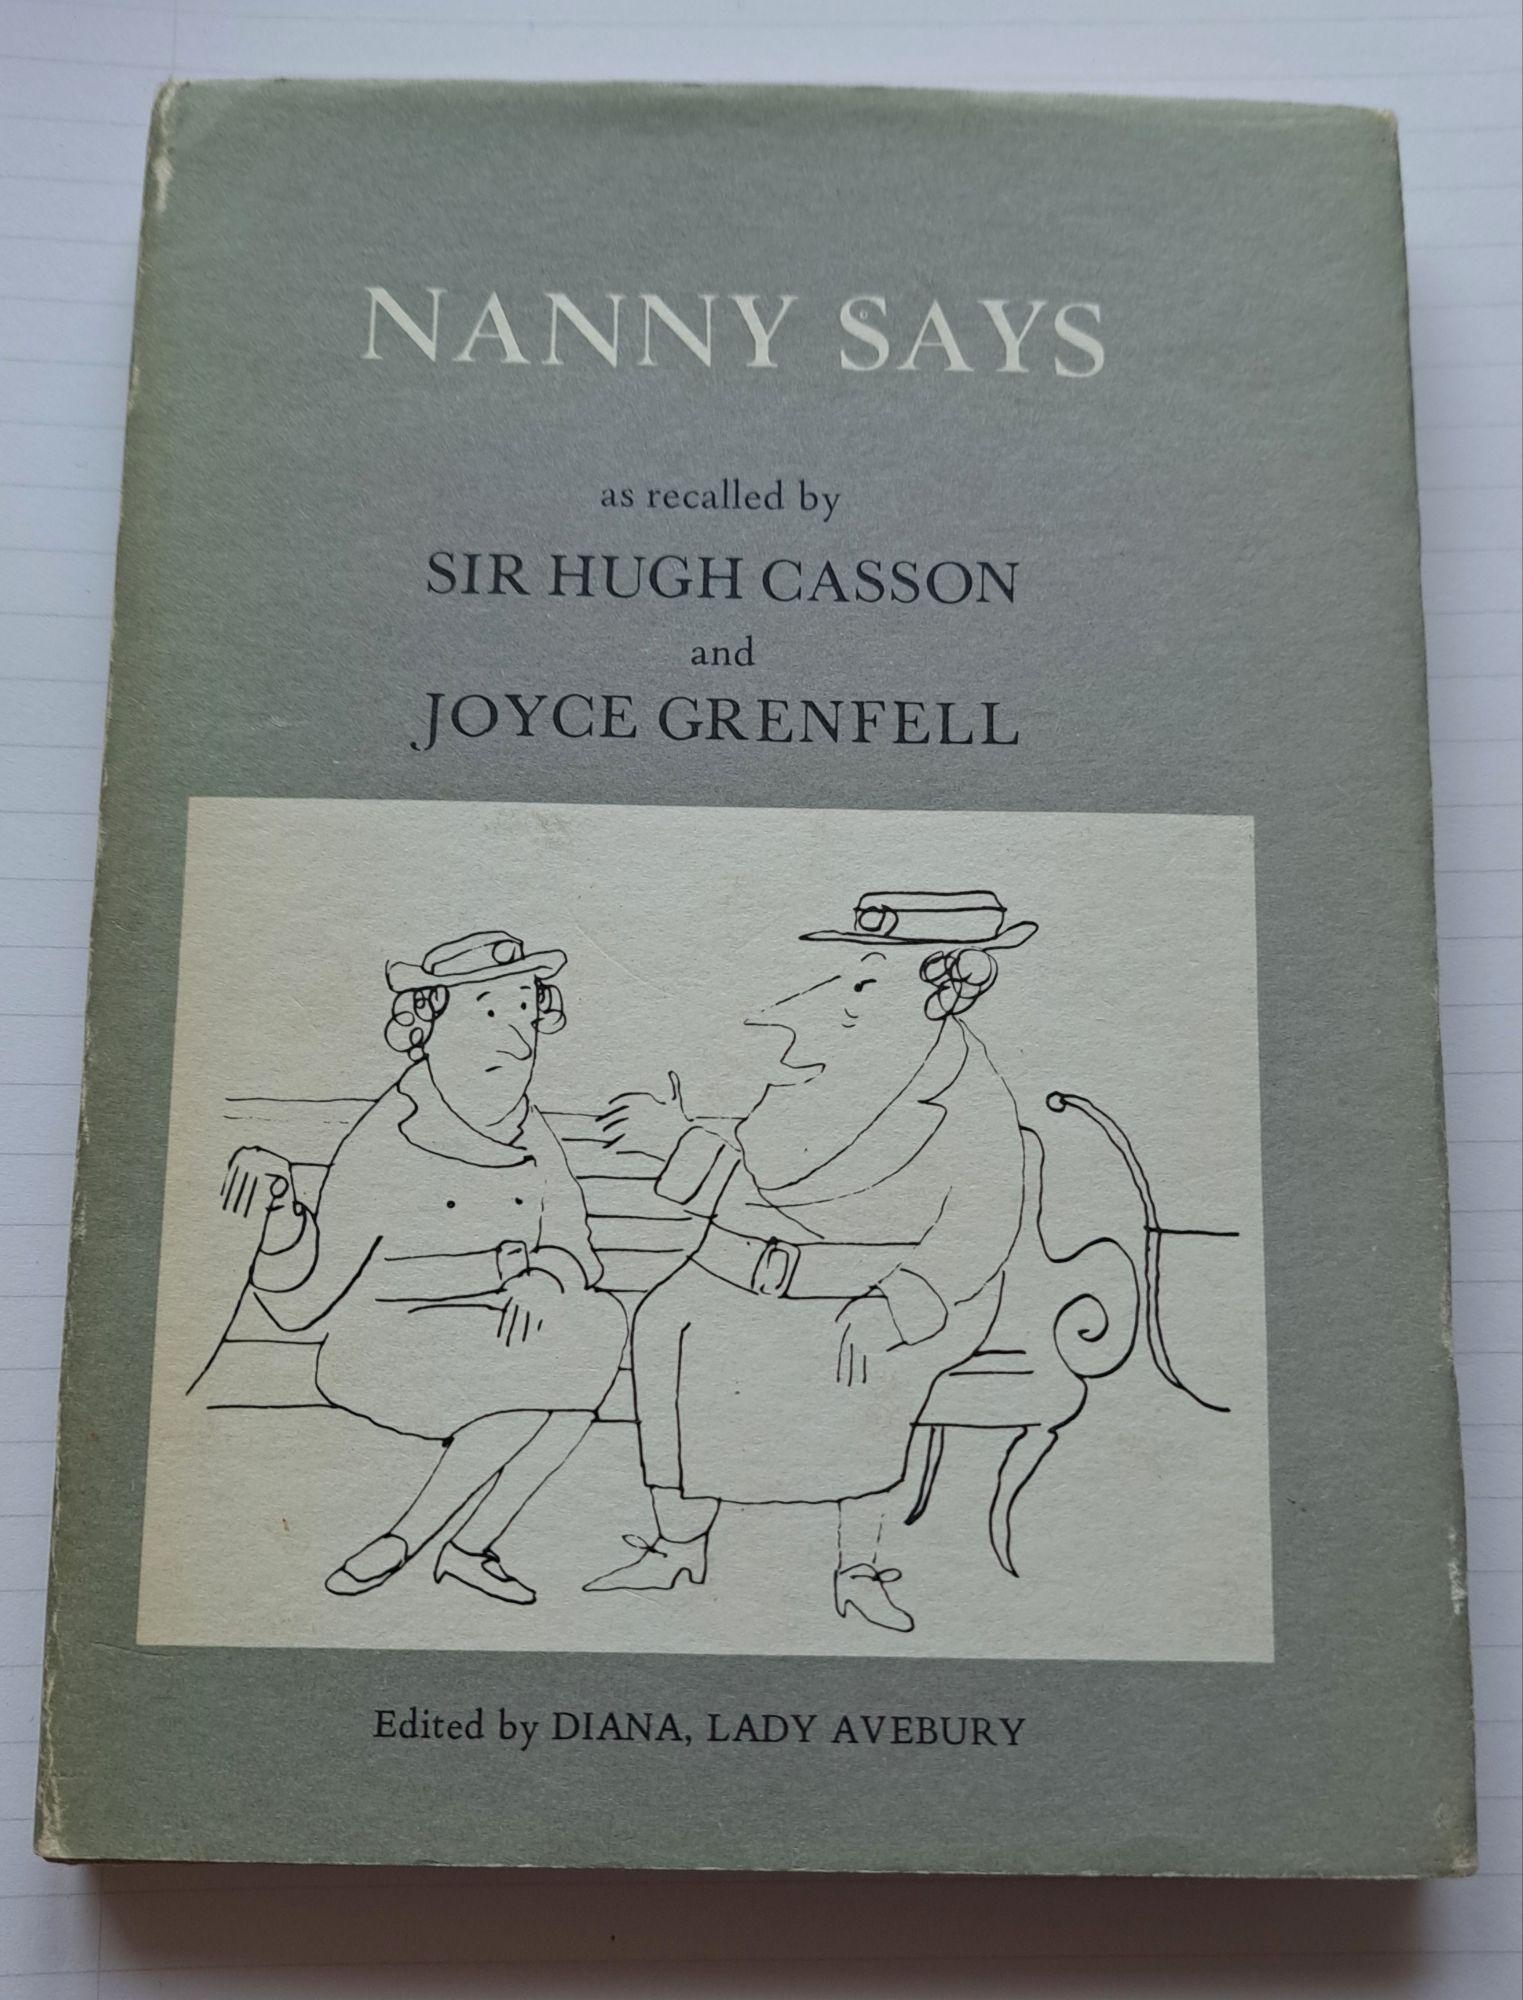 NANNY SAYS
as recalled by
SIR HUGH CASSON
and
JOYCE GRENFELL
Edited by DIANA, LADY AVEBURY